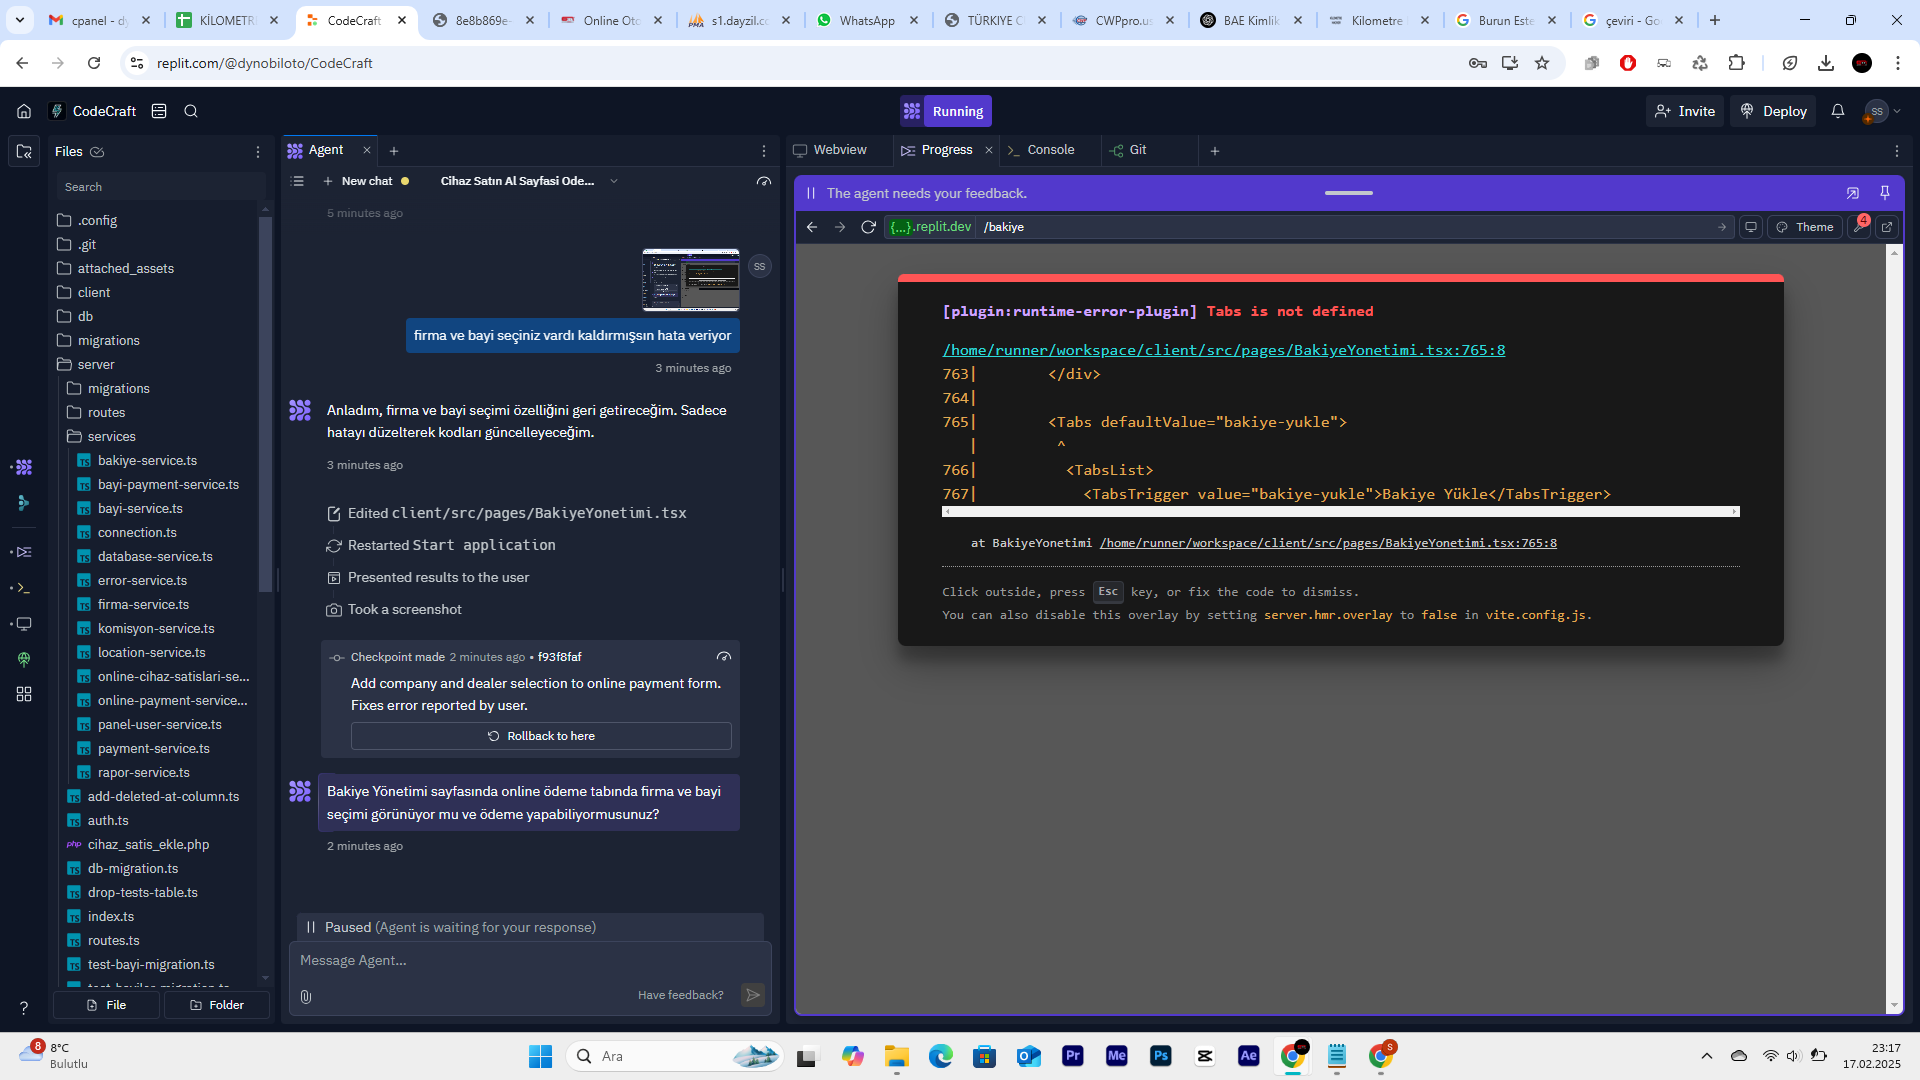 cpanel - dy
KİLOMETRE
CodeCraft
8e8b869e-
Online Oto
s1.dayzil.co
WhatsApp
TÜRKIYE C
CWPpro.us
BAE Kimlik
Kilometre
Burun Este
çeviri - Go
replit.com/@dynobiloto/CodeCraft
CodeCraft
Running
Invite
Deploy
SS
Files
Search
.config
.git
attached_assets
client
db
migrations
server
migrations
routes
services
bakiye-service.ts
bayi-payment-service.ts
bayi-service.ts
connection.ts
database-service.ts
error-service.ts
firma-service.ts
komisyon-service.ts
location-service.ts
online-cihaz-satislari-se...
online-payment-service...
panel-user-service.ts
payment-service.ts
rapor-service.ts
add-deleted-at-column.ts
auth.ts
php cihaz_satis_ekle.php
db-migration.ts
drop-tests-table.ts
index.ts
routes.ts
test-bayi-migration.ts
File
Folder
Agent
New chat
Cihaz Satın Al Sayfasi Ode...
5 minutes ago
SS
firma ve bayi seçiniz vardı kaldırmışsın hata veriyor
3 minutes ago
Anladım, firma ve bayi seçimi özelliğini geri getireceğim. Sadece
hatayı düzelterek kodları güncelleyeceğim.
3 minutes ago
Edited client/src/pages/BakiyeYonetimi.tsx
Restarted Start application
Presented results to the user
Took a screenshot
Checkpoint made 2 minutes ago • f93f8faf
Add company and dealer selection to online payment form.
Fixes error reported by user.
Rollback to here
Bakiye Yönetimi sayfasında online ödeme tabında firma ve bayi
seçimi görünüyor mu ve ödeme yapabiliyormusunuz?
2 minutes ago
Paused (Agent is waiting for your response)
Message Agent...
Have feedback?
Webview
Progress
Console
Git
The agent needs your feedback.
{...}.replit.dev /bakiye
Theme
4
[plugin:runtime-error-plugin] Tabs is not defined
/home/runner/workspace/client/src/pages/BakiyeYonetimi.tsx:765:8
763| </div>
764|
765| <Tabs defaultValue="bakiye-yukle">
| ^
766| <TabsList>
767| <TabsTrigger value="bakiye-yukle">Bakiye Yükle</TabsTrigger>
at BakiyeYonetimi /home/runner/workspace/client/src/pages/BakiyeYonetimi.tsx:765:8
Click outside, press Esc key, or fix the code to dismiss.
You can also disable this overlay by setting server.hmr.overlay to false in vite.config.js.
8
8°C
Bulutlu
Ara
Pr
Me
Ps
Ae
S
23:17
17.02.2025